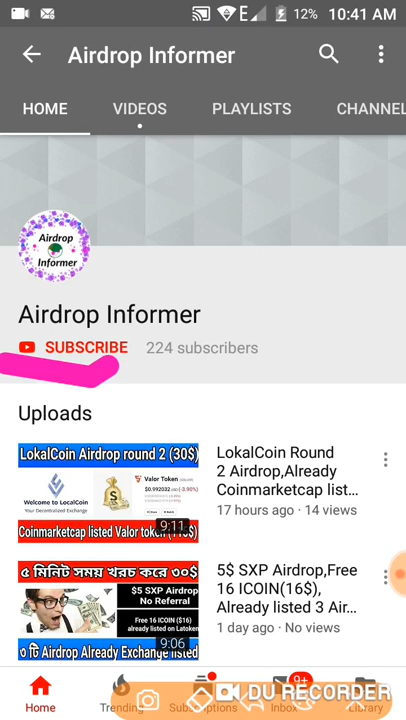 E 12% 10:41 AM
Airdrop Informer
HOME VIDEOS PLAYLISTS CHANNEL
Airdrop
Informer
Airdrop Informer
SUBSCRIBE 224 subscribers
Uploads
LokalCoin Airdrop round 2 (30$)
Welcome to LocalCoin
Your Decentralized Exchange
Valor Token
$0.992032 (-3.90%)
Coinmarketcap listed Valor token
9:11
LokalCoin Round
2 Airdrop,Already
Coinmarketcap list...
17 hours ago · 14 views
৫ মিনিট সময় খরচ করে ৩০$
$5 SXP Airdrop
No Referral
Free 16 ICOIN ($16)
already listed on Latoken
৩ টি Airdrop Already Exchange listed
9:06
5$ SXP Airdrop,Free
16 ICOIN(16$),
Already listed 3 Air...
1 day ago · No views
9+
Home Trending Subscriptions Inbox Library
DU RECORDER